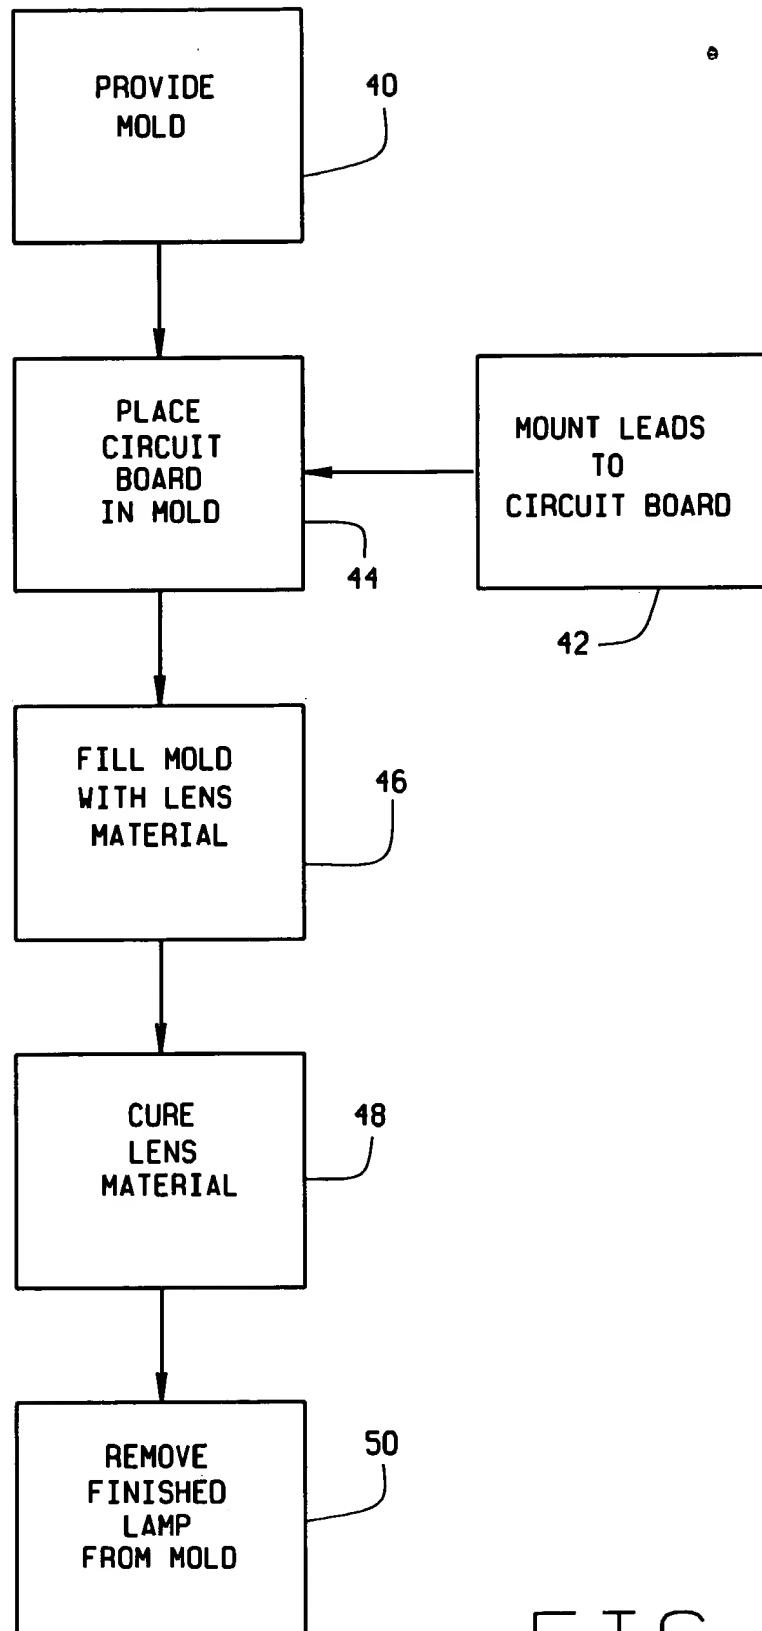 PROVIDE
MOLD
40
PLACE
CIRCUIT
BOARD
IN MOLD
44
MOUNT LEADS
TO
CIRCUIT BOARD
42
FILL MOLD
WITH LENS
MATERIAL
46
CURE
LENS
MATERIAL
48
REMOVE
FINISHED
LAMP
FROM MOLD
50
FIG